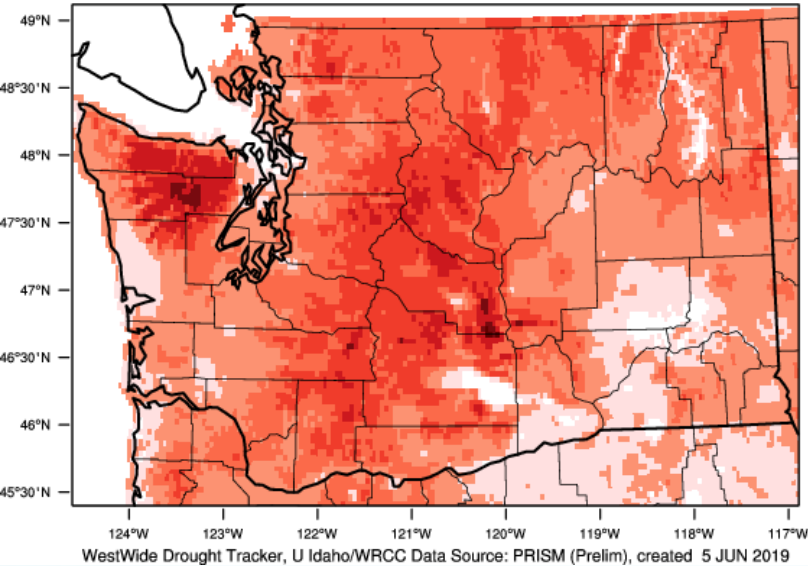 49°N
48°30'N
48°N
47°30'N
47°N
46°30'N
46°N
45°30'N
124°W 123°W 122°W 121°W 120°W 119°W 118°W 117°W
WestWide Drought Tracker, U Idaho/WRCC Data Source: PRISM (Prelim), created 5 JUN 2019